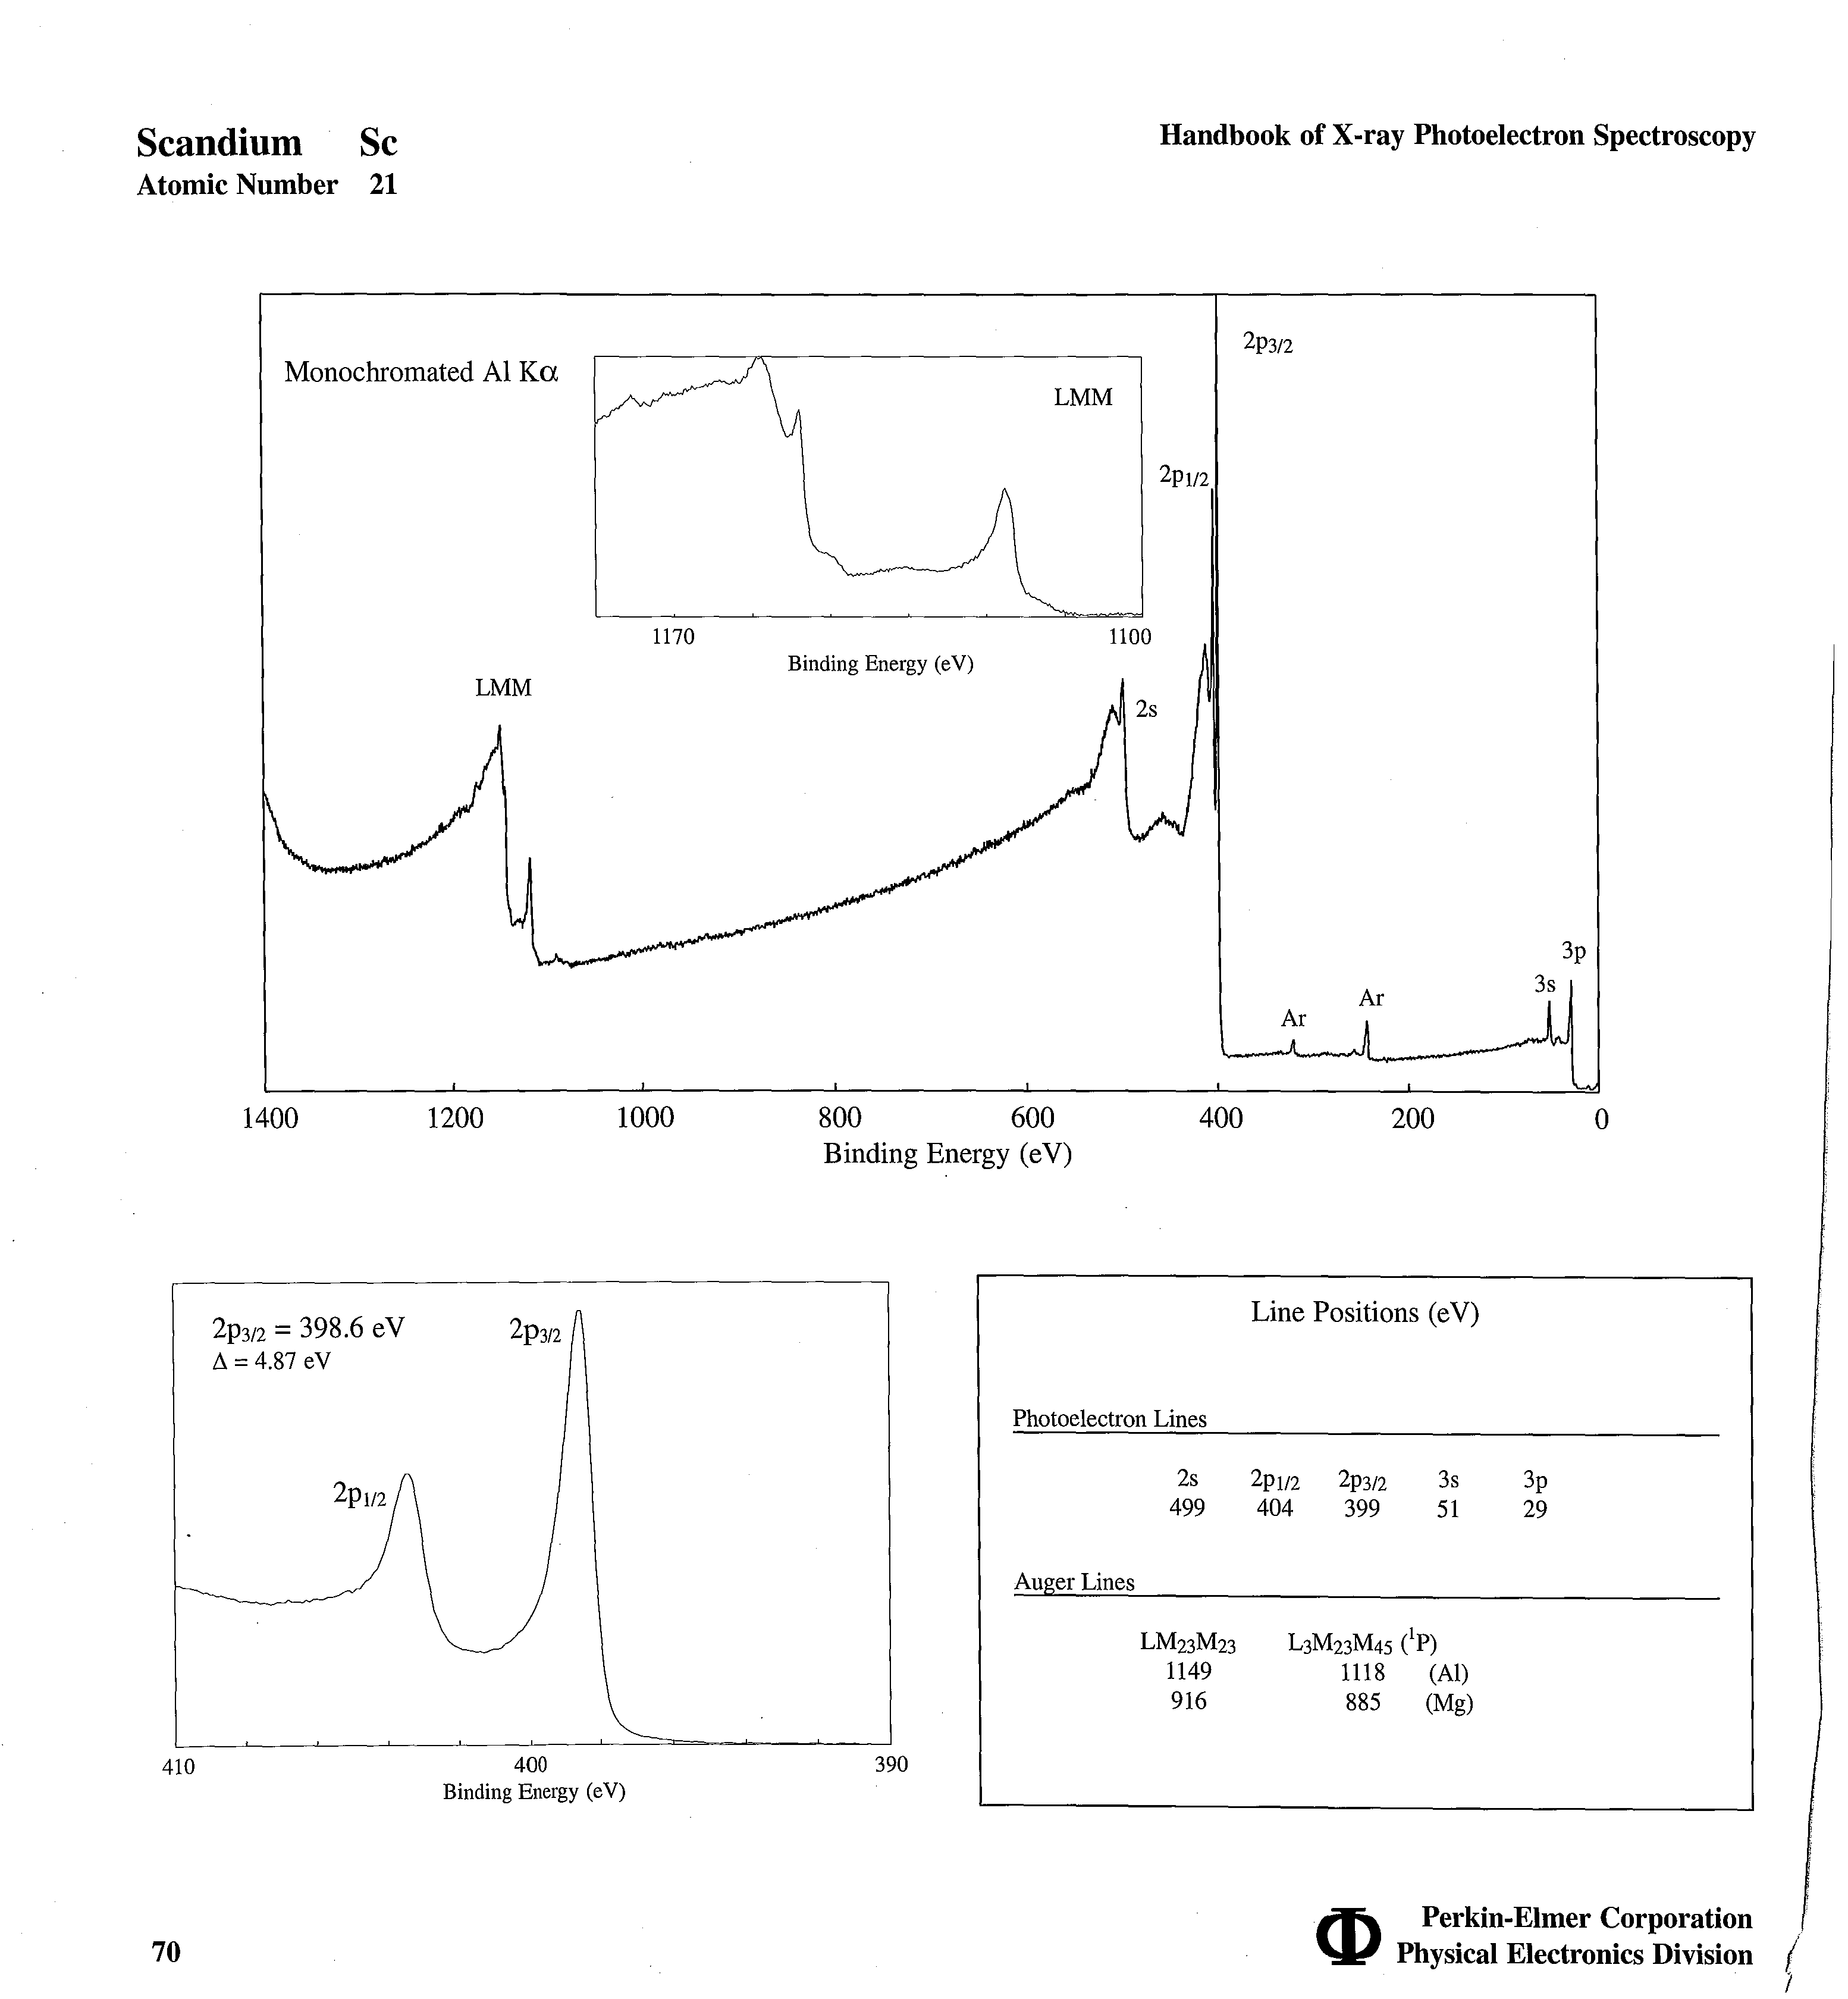 Scandium Sc
Atomic Number 21
Handbook of X-ray Photoelectron Spectroscopy
Monochromated Al Kα
LMM
1170
1100
Binding Energy (eV)
2p3/2
2p1/2
LMM
2s
3p
3s
Ar
Ar
1400 1200 1000 800 600 400 200 0
Binding Energy (eV)
2p3/2 = 398.6 eV
Δ = 4.87 eV
2p3/2
2p1/2
410 400 390
Binding Energy (eV)
Line Positions (eV)
Photoelectron Lines
2s 2p1/2 2p3/2 3s 3p
499 404 399 51 29
Auger Lines
LM23M23 L3M23M45 (¹P)
1149 1118 (Al)
916 885 (Mg)
70
Perkin-Elmer Corporation
Physical Electronics Division